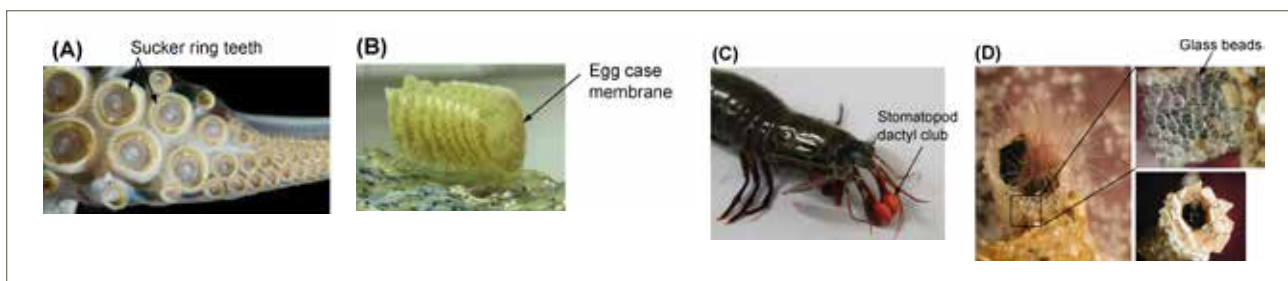 (A)
Sucker ring teeth
(B)
Egg case
membrane
(C)
Stomatopod
dactyl club
(D)
Glass beads